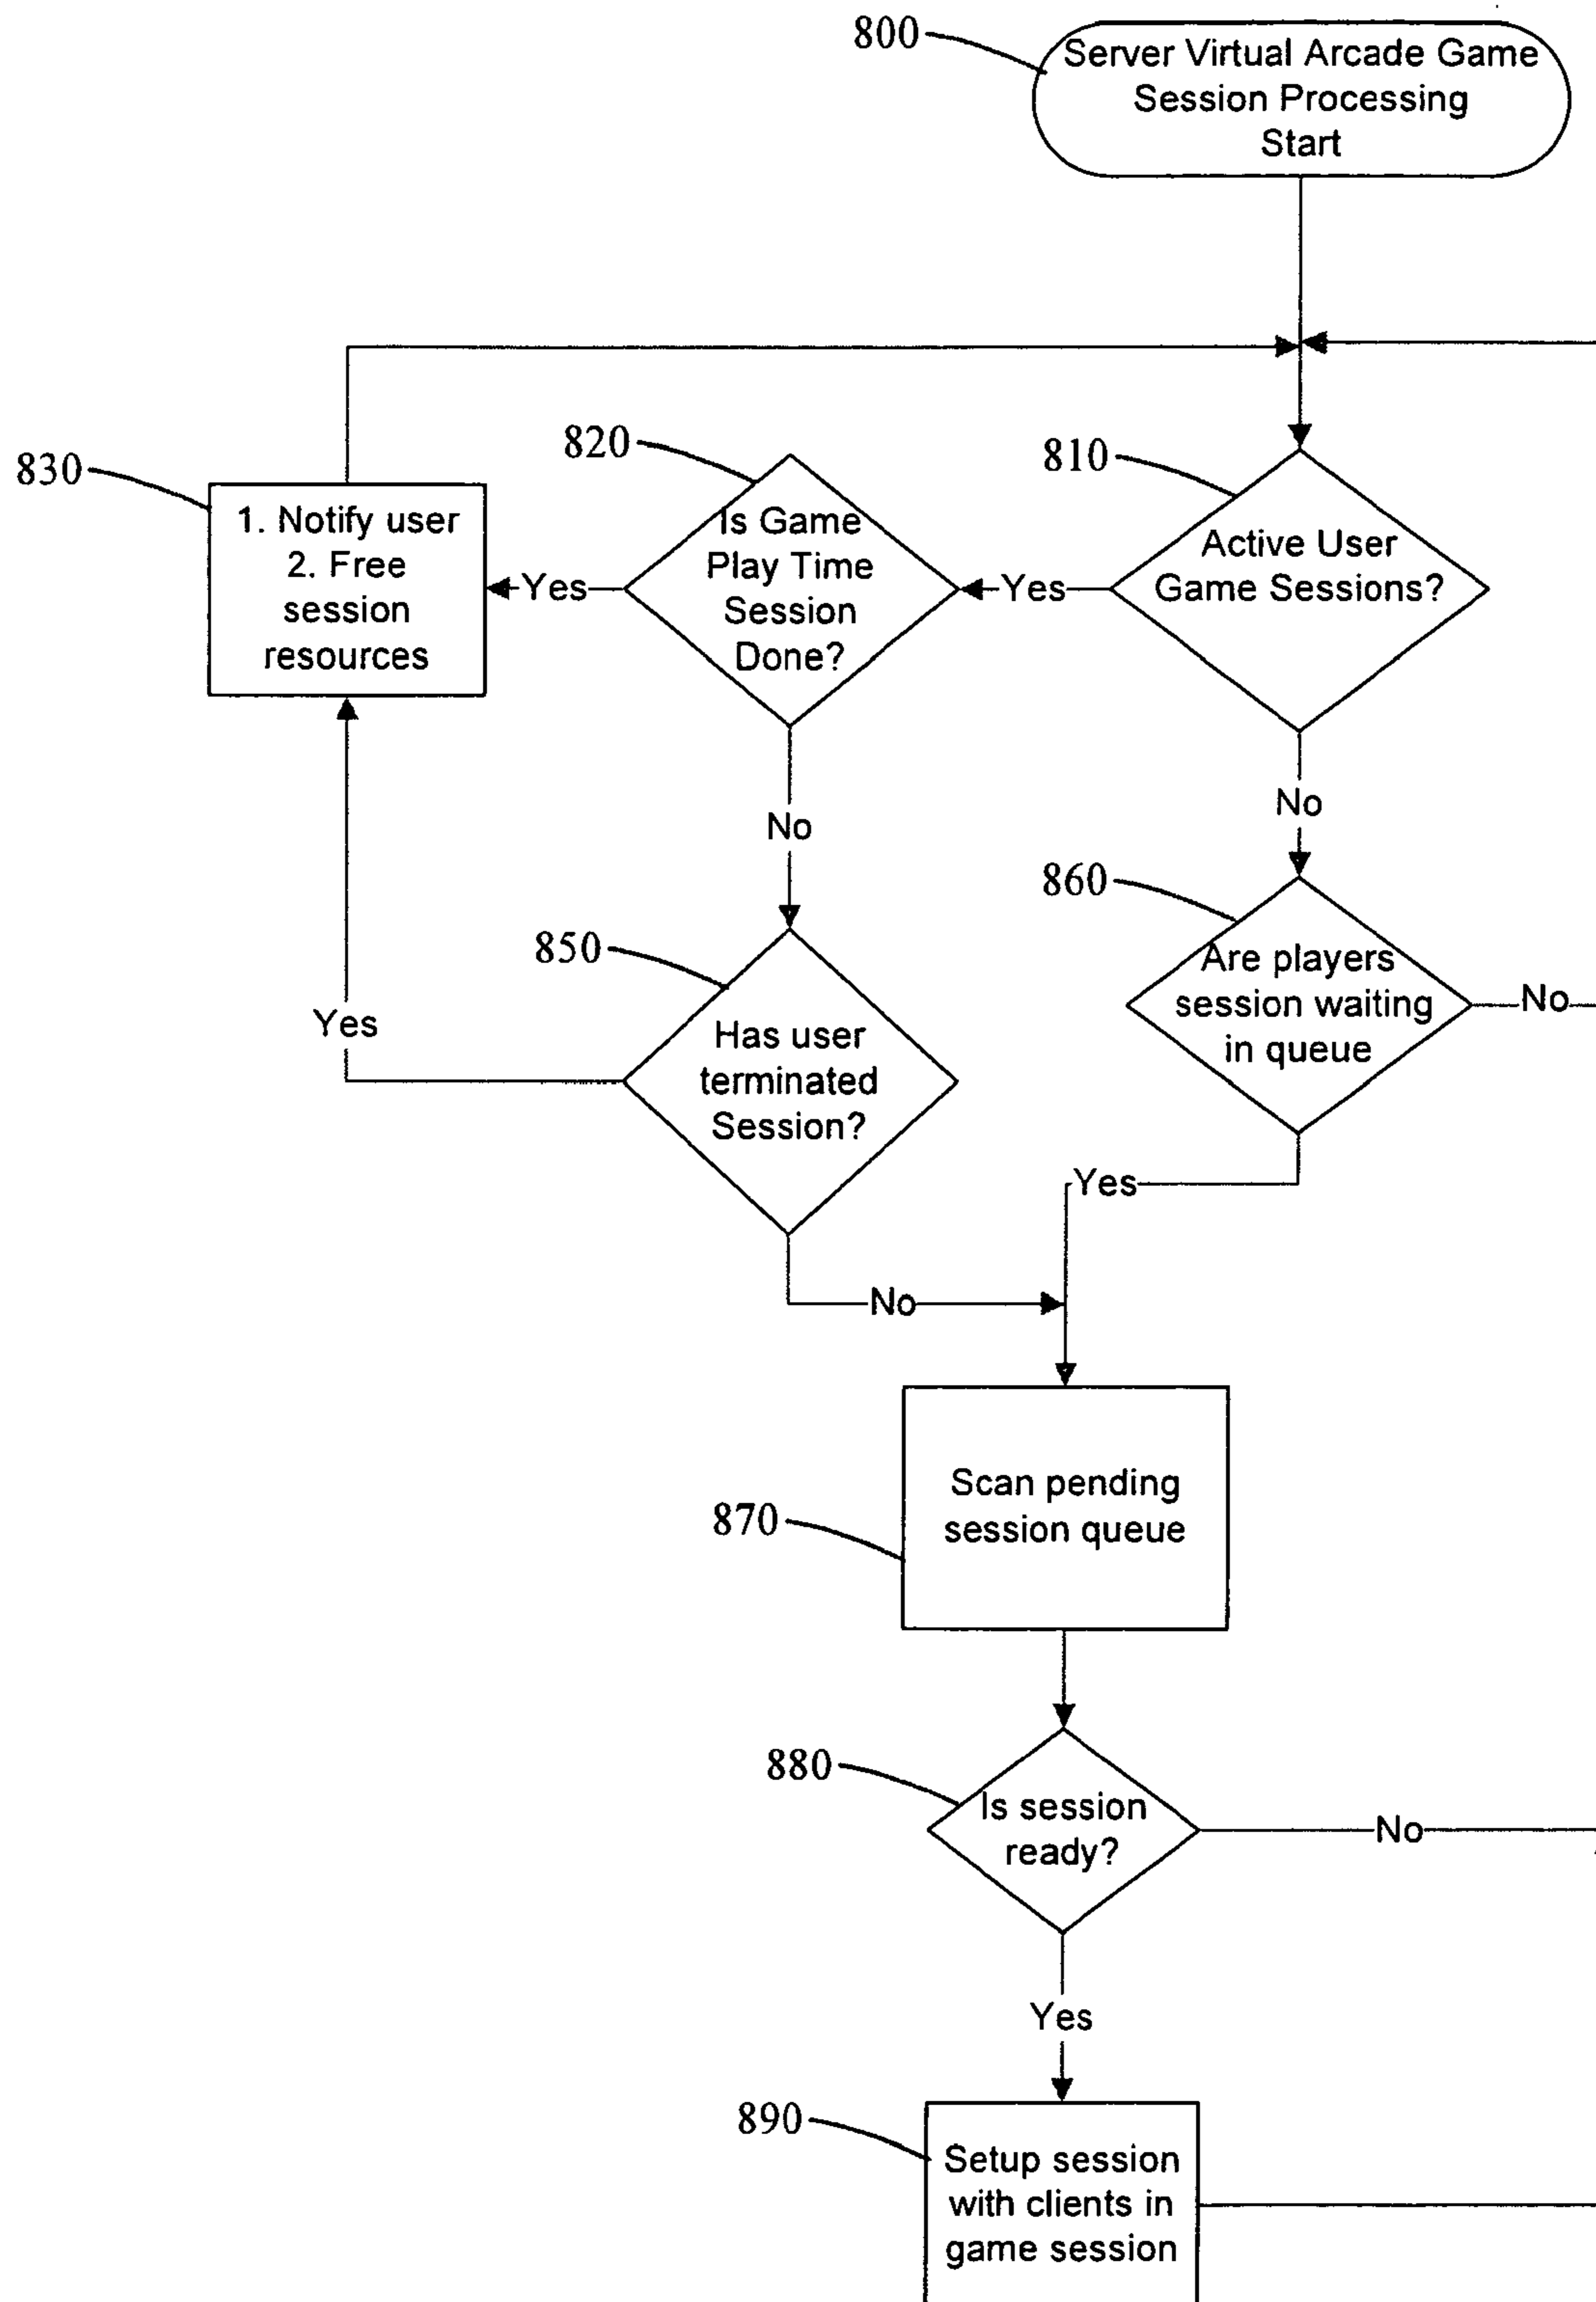 800
Server Virtual Arcade Game
Session Processing
Start
830
1. Notify user
2. Free
session
resources
Yes
820
Is Game
Play Time
Session
Done?
Yes
810
Active User
Game Sessions?
No
No
860
Are players
session waiting
in queue
No
850
Has user
terminated
Session?
Yes
Yes
No
870
Scan pending
session queue
880
Is session
ready?
No
Yes
890
Setup session
with clients in
game session